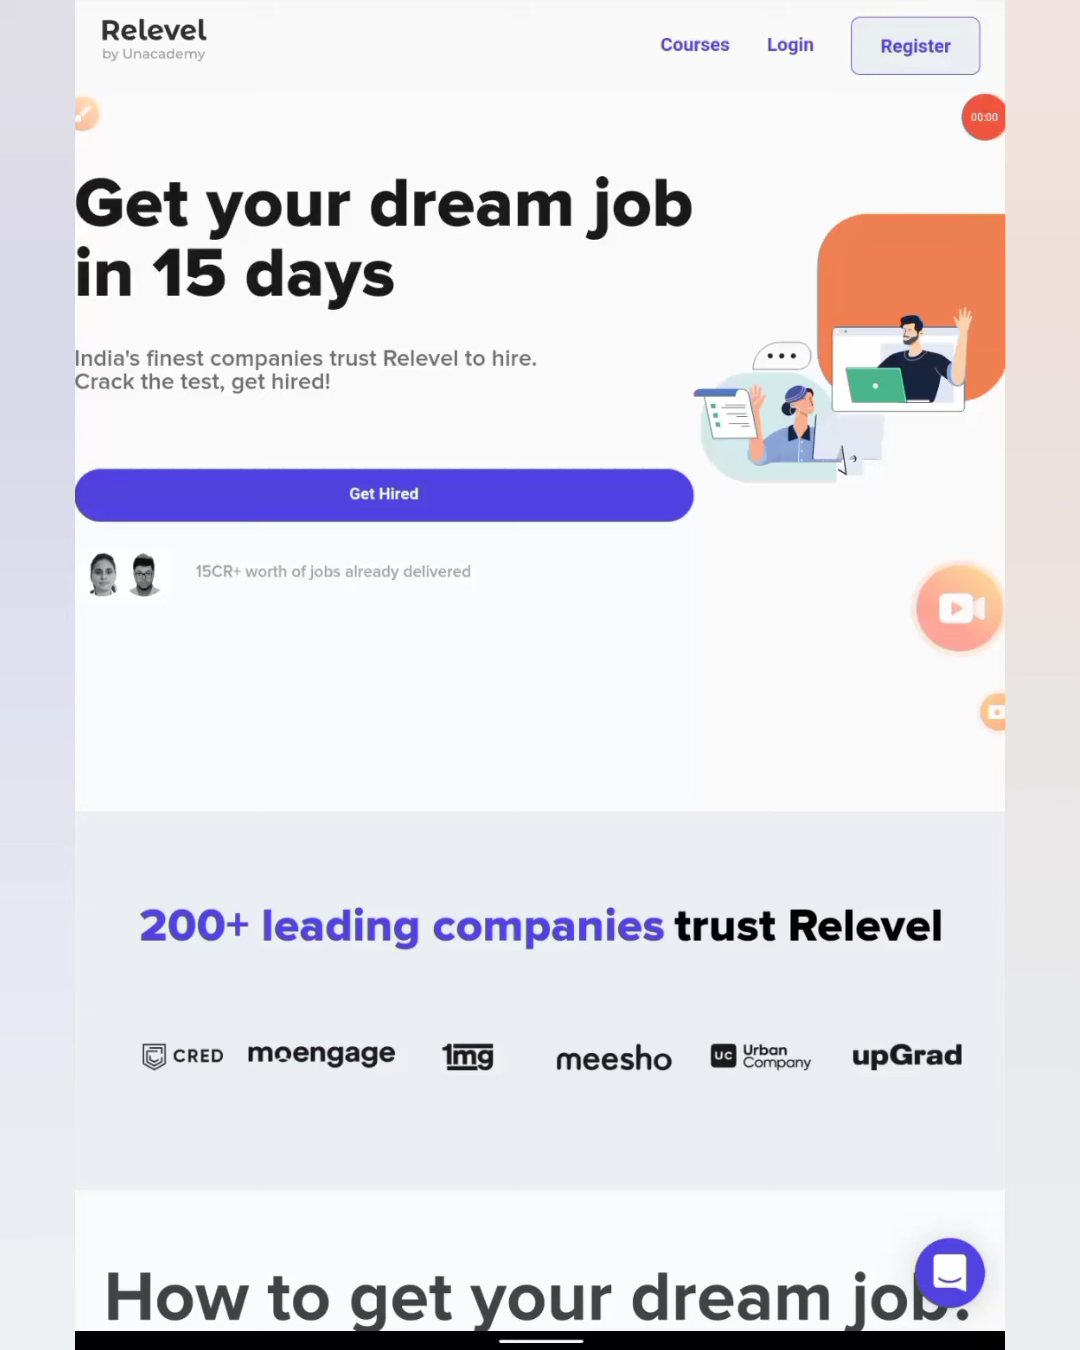 Relevel
by Unacademy
Courses
Login
Register
00:00
Get your dream job
in 15 days
India's finest companies trust Relevel to hire.
Crack the test, get hired!
Get Hired
15CR+ worth of jobs already delivered
200+ leading companies trust Relevel
CRED
moengage
1mg
meesho
UC
Urban
Company
upGrad
How to get your dream job?